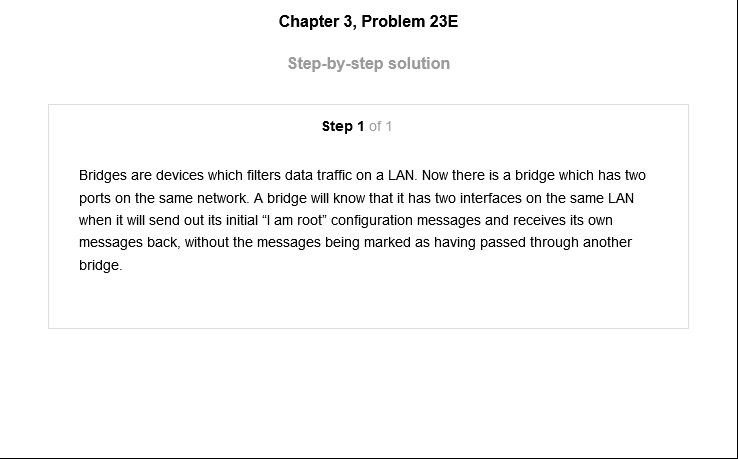 Chapter 3, Problem 23E
Step-by-step solution
Step 1 of 1
Bridges are devices which filters data traffic on a LAN. Now there is a bridge which has two
ports on the same network. A bridge will know that it has two interfaces on the same LAN
when it will send out its initial “I am root” configuration messages and receives its own
messages back, without the messages being marked as having passed through another
bridge.